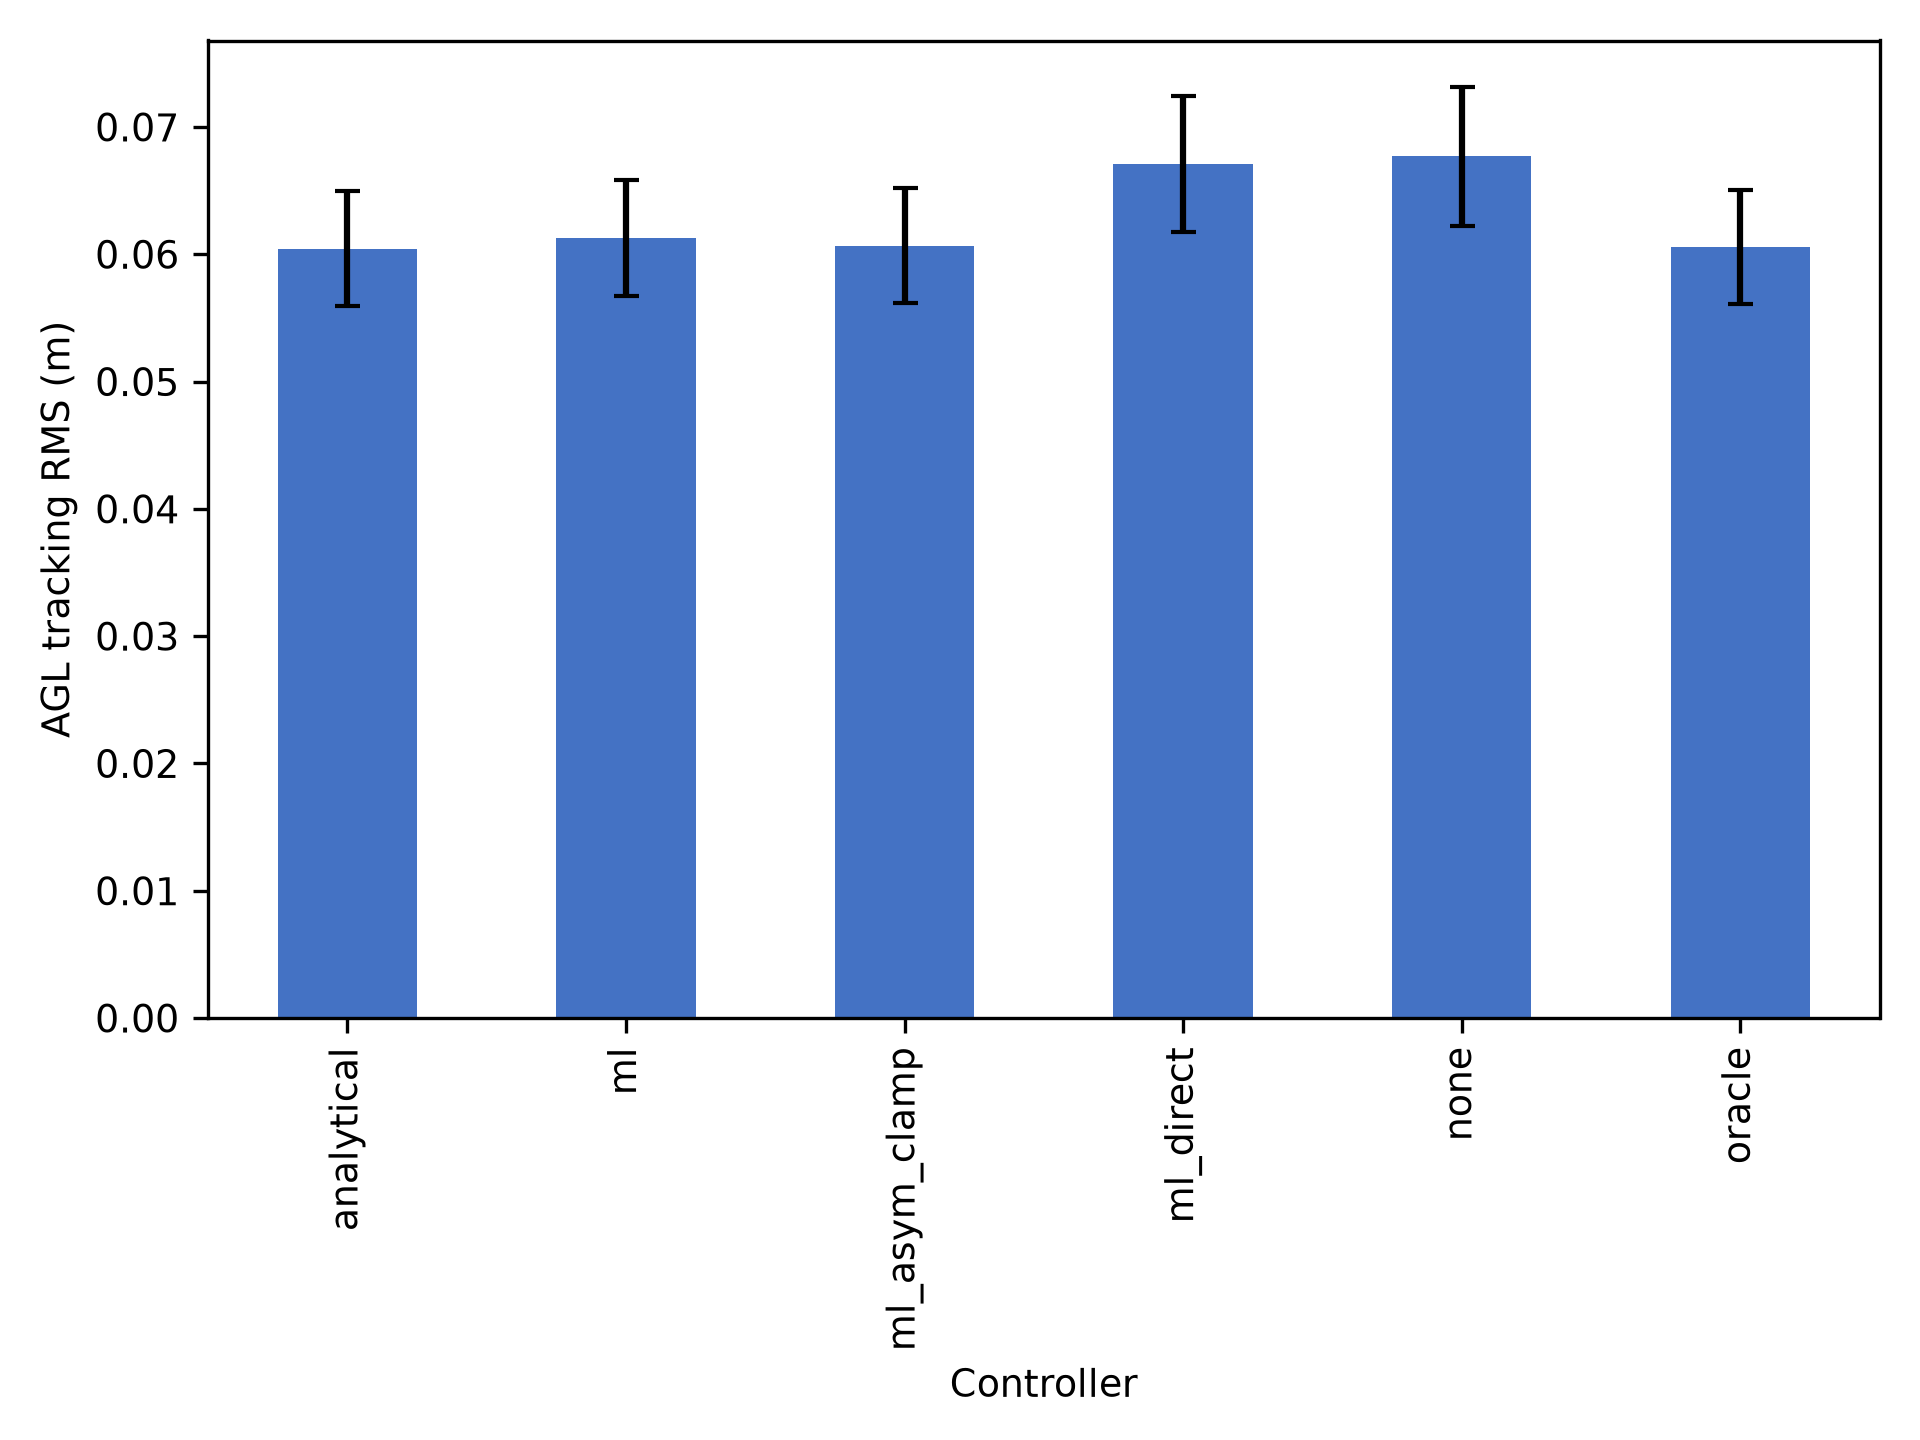 AGL tracking RMS (m)
0.07
0.06
0.05
0.04
0.03
0.02
0.01
0.00
analytical
ml
ml_asym_clamp
ml_direct
none
oracle
Controller